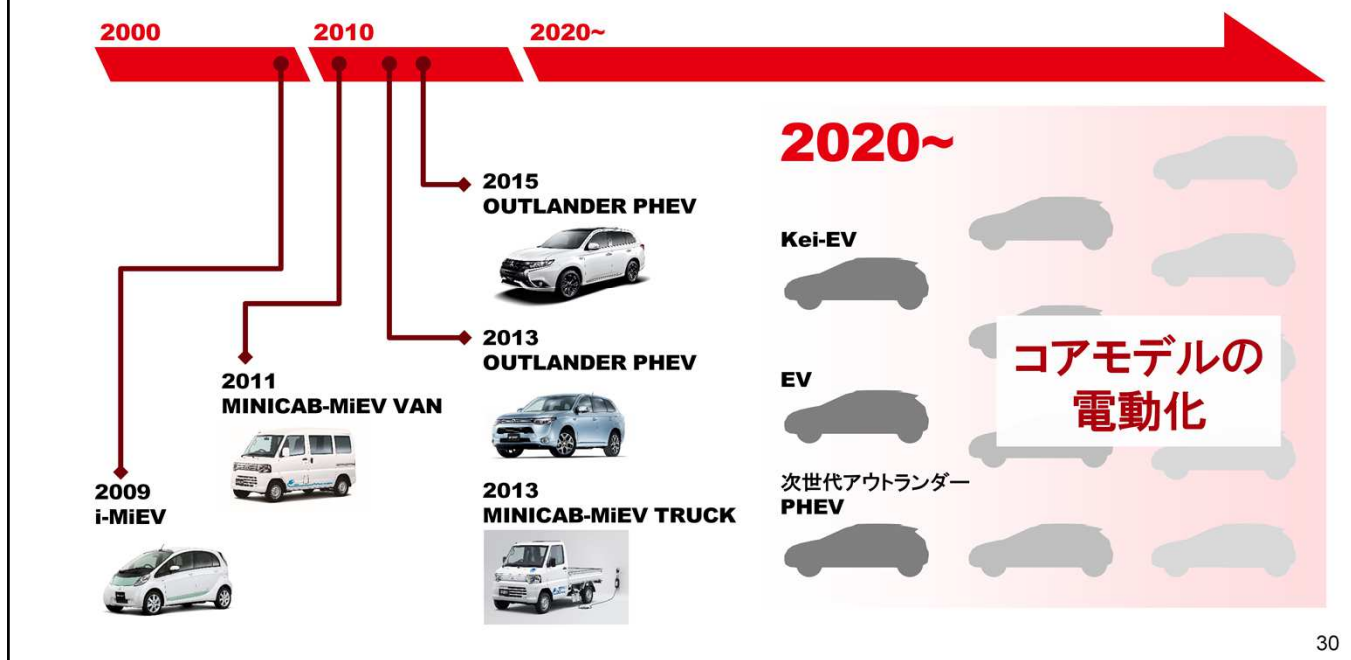 2000
2010
2020~
2020~
2015
OUTLANDER PHEV
Kei-EV
2013
OUTLANDER PHEV
コアモデルの
電動化
2011
MINICAB-MiEV VAN
EV
2009
i-MiEV
2013
MINICAB-MiEV TRUCK
次世代アウトランダー
PHEV
30